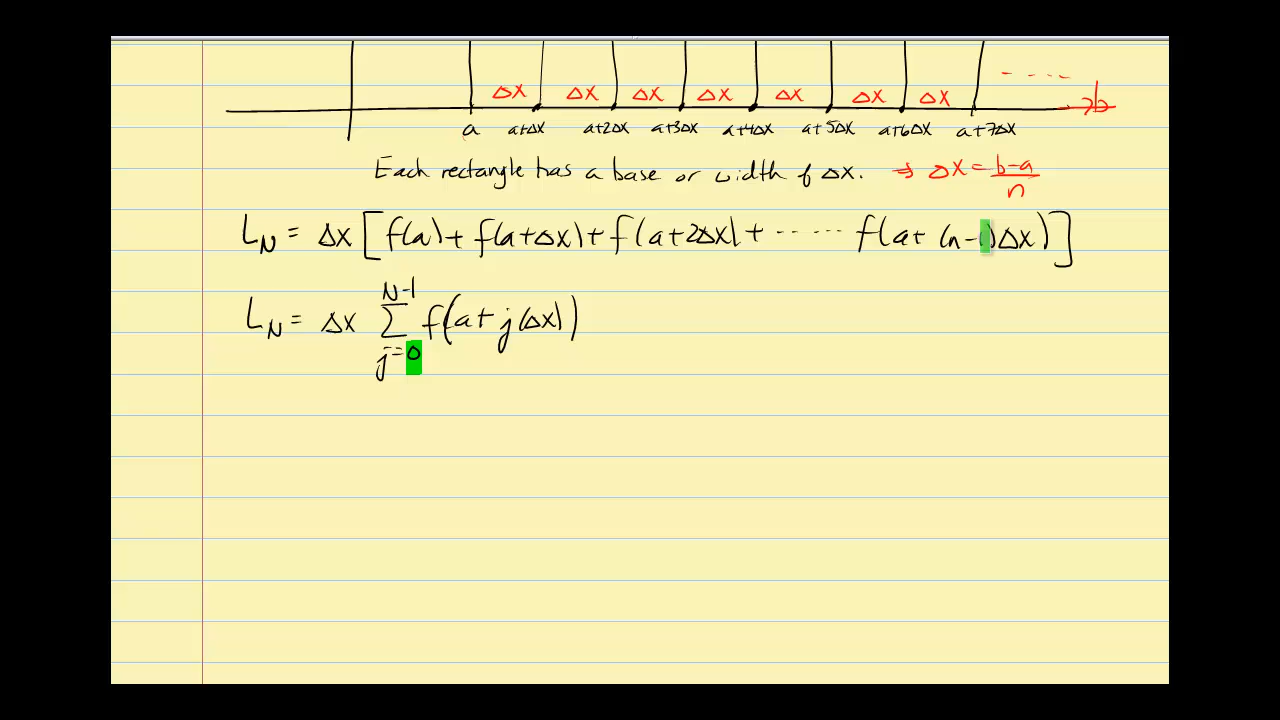 Δx Δx Δx Δx Δx Δx Δx ----- → b
a a+Δx a+2Δx a+3Δx a+4Δx a+5Δx a+6Δx a+7Δx
Each rectangle has a base or width of Δx. ⇒ Δx = b-a / n
L_N = Δx [ f(a) + f(a+Δx) + f(a+2Δx) + ...... f(a+(n-1)Δx) ]
L_N = Δx ∑_{j=0}^{N-1} f(a+j(Δx))